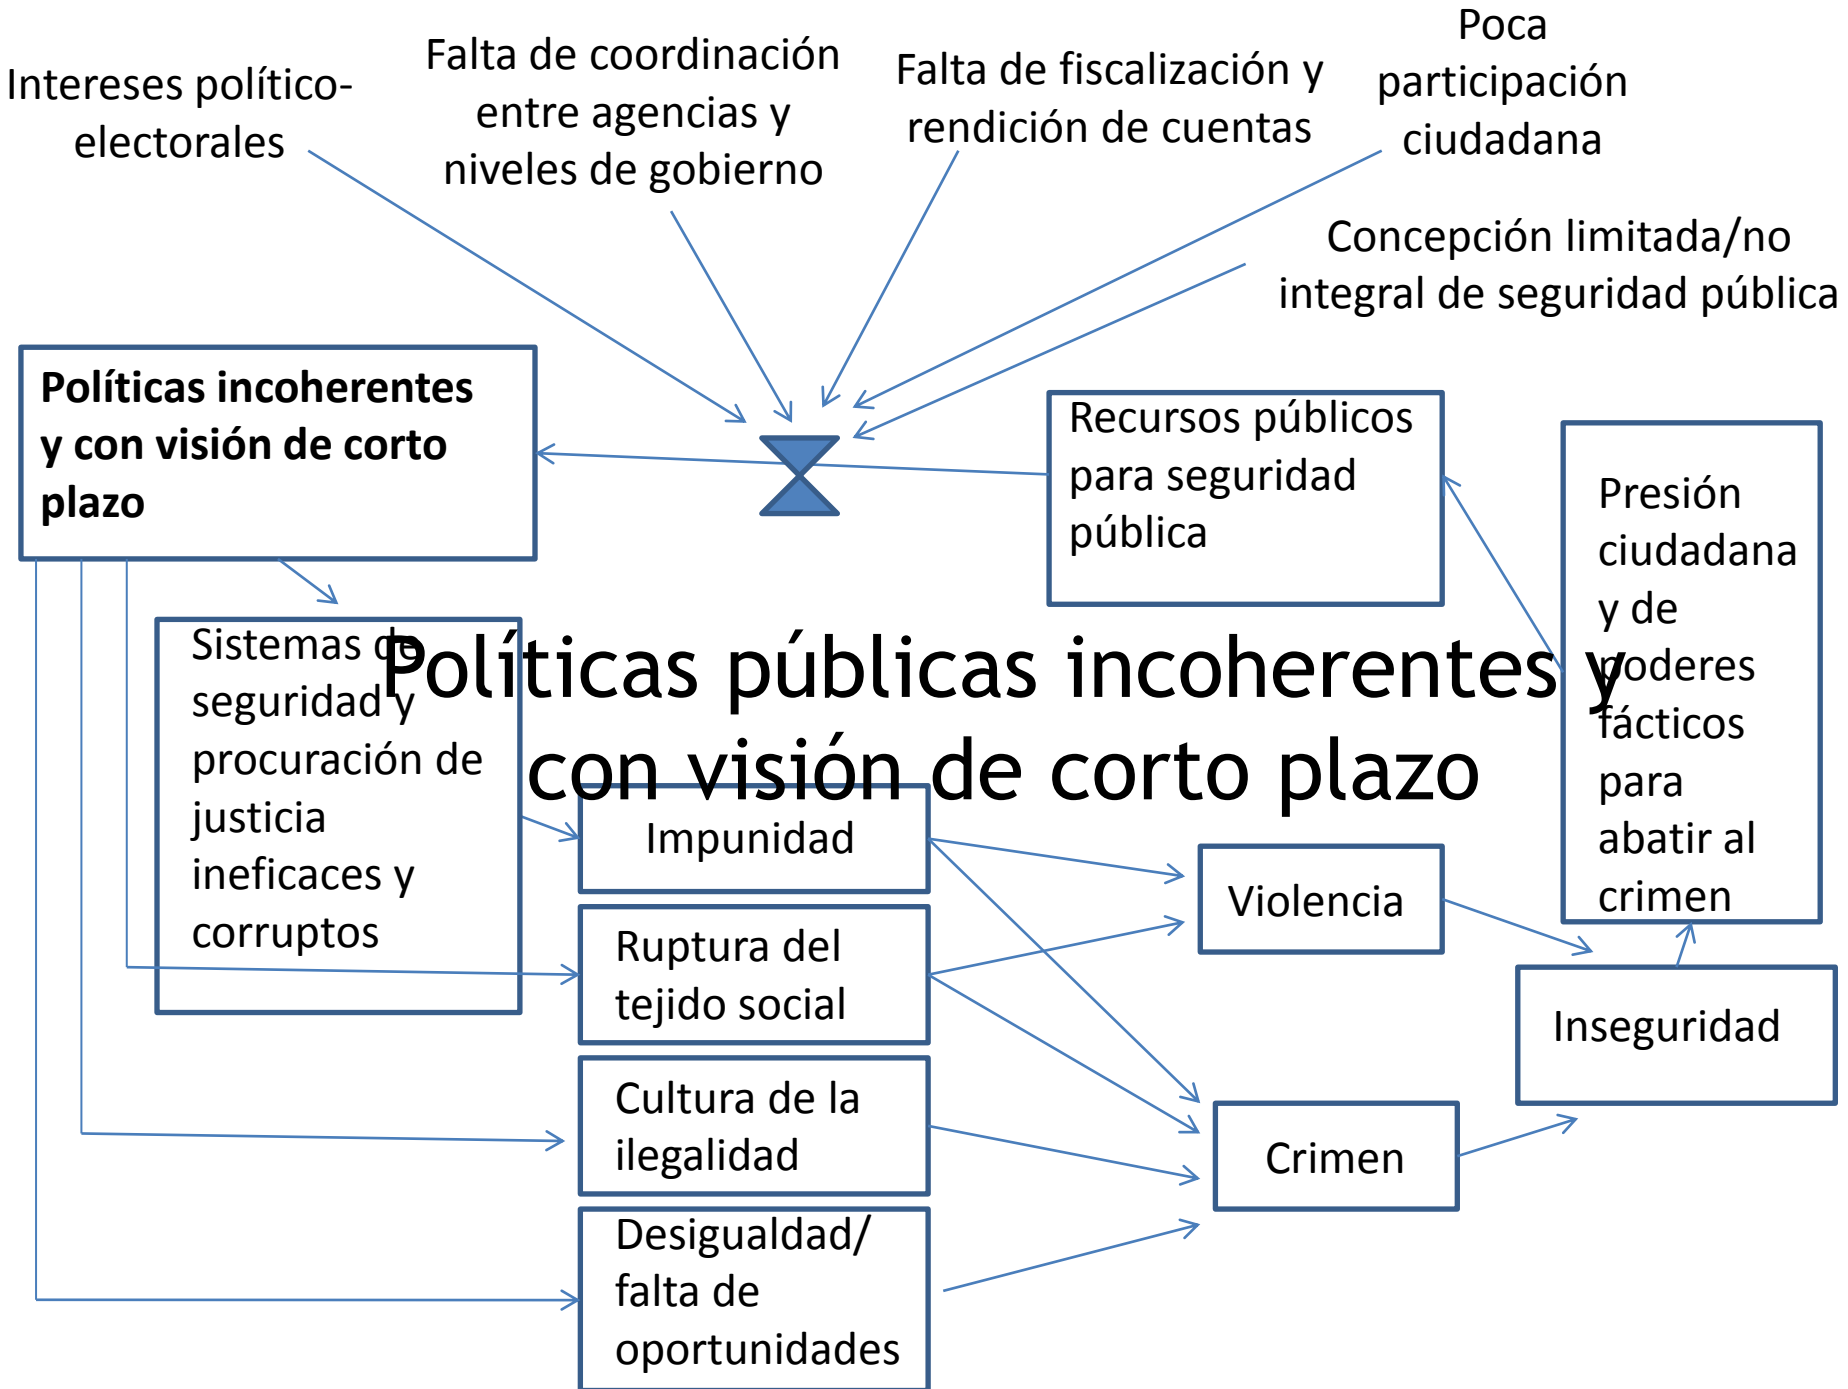 Intereses político-
electorales
Falta de coordinación
entre agencias y
niveles de gobierno
Falta de fiscalización y
rendición de cuentas
Poca
participación
ciudadana
Concepción limitada/no
integral de seguridad pública
Políticas incoherentes
y con visión de corto
plazo
Recursos públicos
para seguridad
pública
Presión
ciudadana
y de
poderes
fácticos
para
abatir al
crimen
Políticas públicas incoherentes y
con visión de corto plazo
Sistemas de
seguridad y
procuración de
justicia
ineficaces y
corruptos
Impunidad
Ruptura del
tejido social
Cultura de la
ilegalidad
Desigualdad/
falta de
oportunidades
Violencia
Crimen
Inseguridad